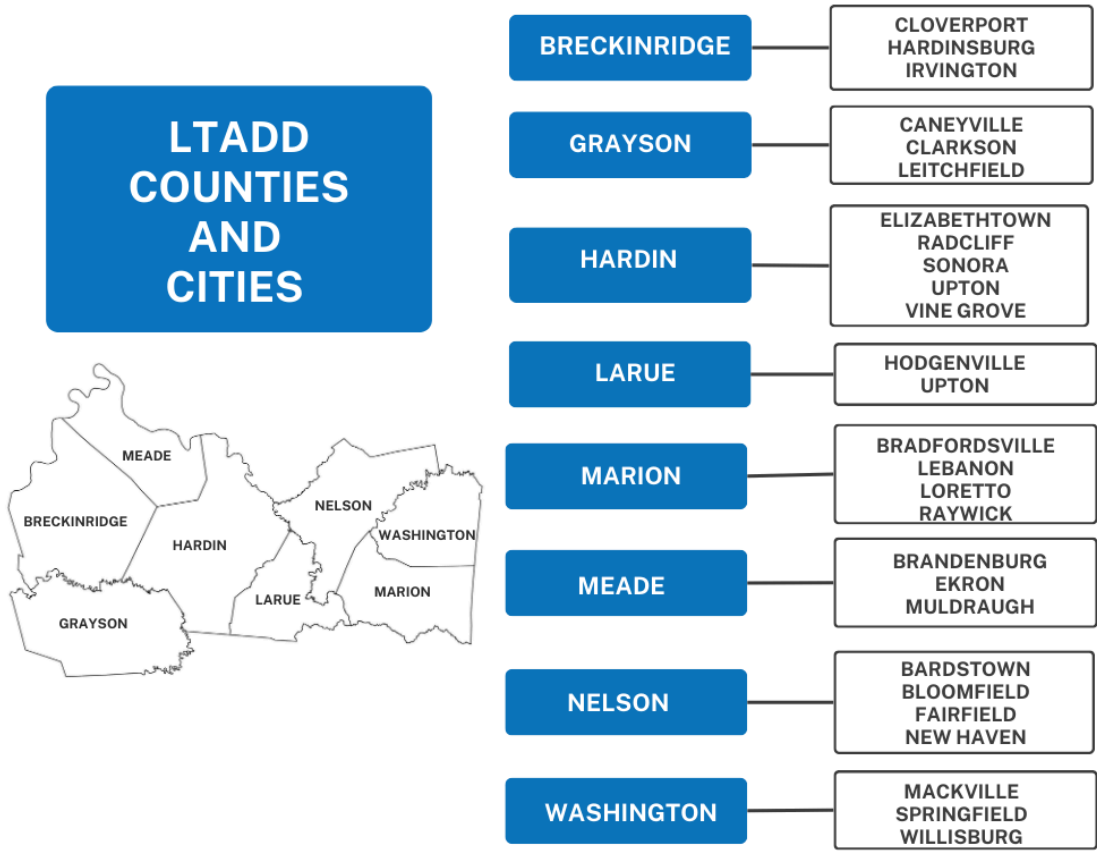 LTADD
COUNTIES
AND
CITIES
MEADE
BRECKINRIDGE
HARDIN
NELSON
WASHINGTON
LARUE
MARION
GRAYSON
BRECKINRIDGE
CLOVERPORT
HARDINSBURG
IRVINGTON
GRAYSON
CANEYVILLE
CLARKSON
LEITCHFIELD
HARDIN
ELIZABETHTOWN
RADCLIFF
SONORA
UPTON
VINE GROVE
LARUE
HODGENVILLE
UPTON
MARION
BRADFORDSVILLE
LEBANON
LORETTO
RAYWICK
MEADE
BRANDENBURG
EKRON
MULDRAUGH
NELSON
BARDSTOWN
BLOOMFIELD
FAIRFIELD
NEW HAVEN
WASHINGTON
MACKVILLE
SPRINGFIELD
WILLISBURG